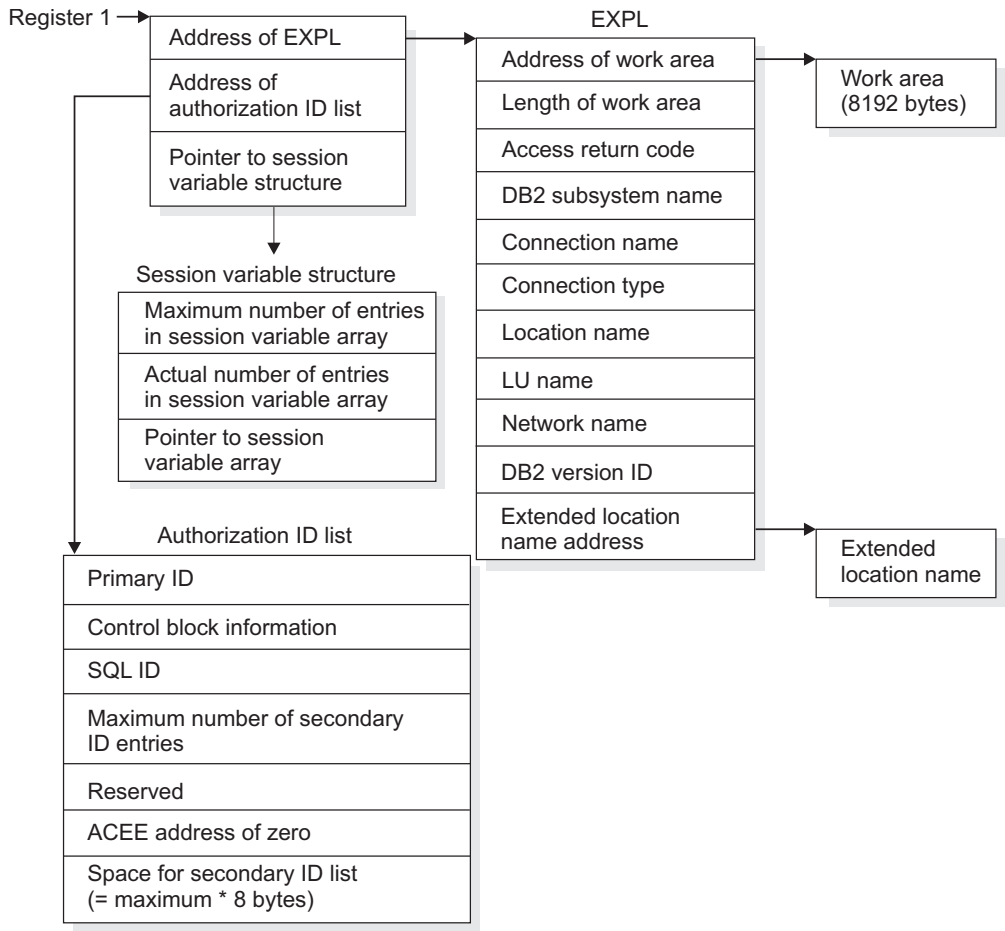 Register 1
Address of EXPL
Address of
authorization ID list
Pointer to session
variable structure
Session variable structure
Maximum number of entries
in session variable array
Actual number of entries
in session variable array
Pointer to session
variable array
EXPL
Address of work area
Length of work area
Access return code
DB2 subsystem name
Connection name
Connection type
Location name
LU name
Network name
DB2 version ID
Extended location
name address
Work area
(8192 bytes)
Extended
location name
Authorization ID list
Primary ID
Control block information
SQL ID
Maximum number of secondary
ID entries
Reserved
ACEE address of zero
Space for secondary ID list
(= maximum * 8 bytes)